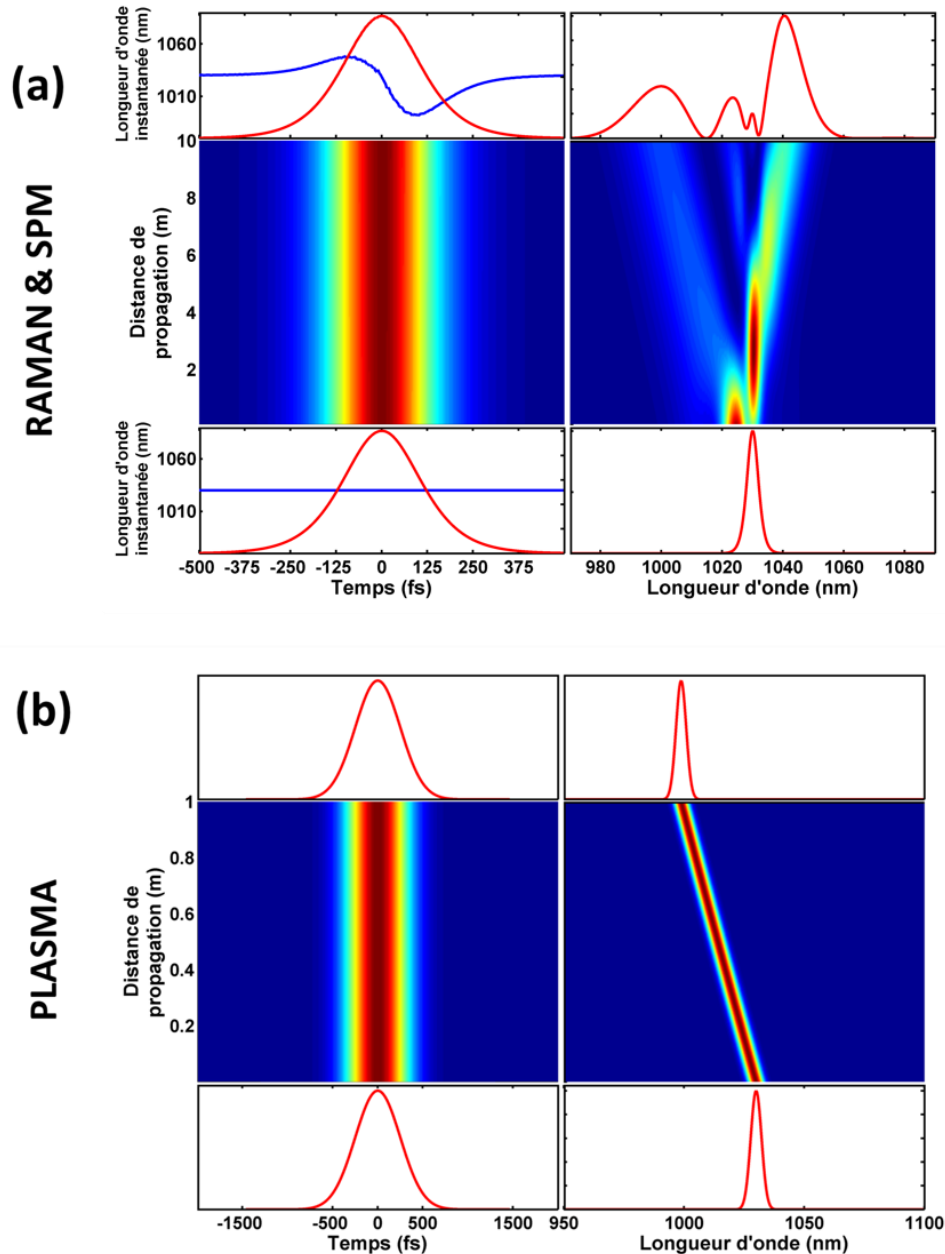 (a)
RAMAN & SPM
Longueur d'onde
instantanée (nm)
1060
1010
10
10
8
6
4
2
Distance de
propagation (m)
Longueur d'onde
instantanée (nm)
1060
1010
-500 -375 -250 -125 0 125 250 375 500
Temps (fs)
980 1000 1020 1040 1060 1080
Longueur d'onde (nm)
(b)
PLASMA
1
0.8
0.6
0.4
0.2
Distance de
propagation (m)
-1500 -500 0 500 1500
Temps (fs)
950 1000 1050 1100
Longueur d'onde (nm)